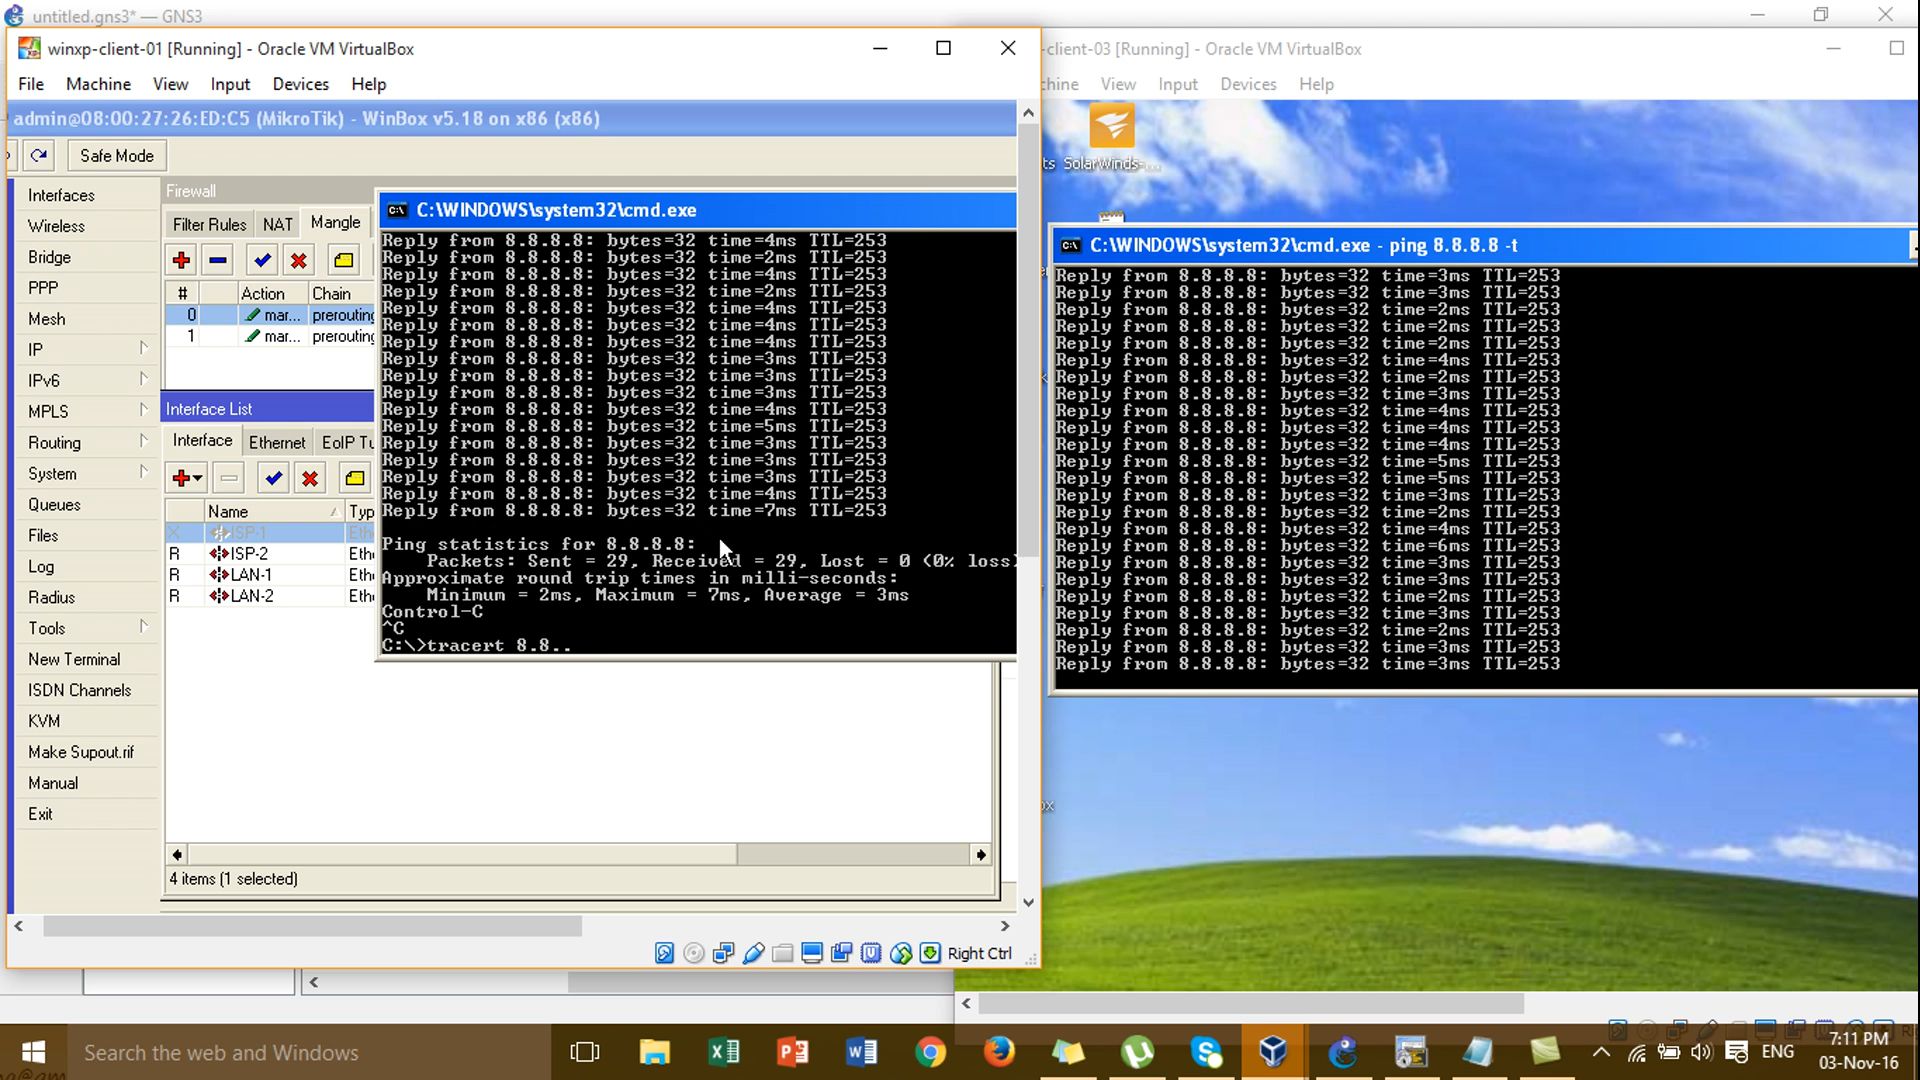 untitled.gns3* — GNS3
winxp-client-01 [Running] - Oracle VM VirtualBox
File Machine View Input Devices Help
admin@08:00:27:26:ED:C5 (MikroTik) - WinBox v5.18 on x86 (x86)
Safe Mode
Interfaces
Wireless
Bridge
PPP
Mesh
IP
IPv6
MPLS
Routing
System
Queues
Files
Log
Radius
Tools
New Terminal
ISDN Channels
KVM
Make Supout.rif
Manual
Exit
Firewall
Filter Rules NAT Mangle
# Action Chain
0 mar... prerouting
1 mar... prerouting
Interface List
Interface Ethernet EoIP Tu
Name Typ
X ISP-1 Eth
R ISP-2 Eth
R LAN-1 Eth
R LAN-2 Eth
4 items (1 selected)
C:\WINDOWS\system32\cmd.exe
Reply from 8.8.8.8: bytes=32 time=4ms TTL=253
Reply from 8.8.8.8: bytes=32 time=2ms TTL=253
Reply from 8.8.8.8: bytes=32 time=4ms TTL=253
Reply from 8.8.8.8: bytes=32 time=2ms TTL=253
Reply from 8.8.8.8: bytes=32 time=4ms TTL=253
Reply from 8.8.8.8: bytes=32 time=4ms TTL=253
Reply from 8.8.8.8: bytes=32 time=4ms TTL=253
Reply from 8.8.8.8: bytes=32 time=3ms TTL=253
Reply from 8.8.8.8: bytes=32 time=3ms TTL=253
Reply from 8.8.8.8: bytes=32 time=3ms TTL=253
Reply from 8.8.8.8: bytes=32 time=4ms TTL=253
Reply from 8.8.8.8: bytes=32 time=5ms TTL=253
Reply from 8.8.8.8: bytes=32 time=3ms TTL=253
Reply from 8.8.8.8: bytes=32 time=3ms TTL=253
Reply from 8.8.8.8: bytes=32 time=3ms TTL=253
Reply from 8.8.8.8: bytes=32 time=4ms TTL=253
Reply from 8.8.8.8: bytes=32 time=7ms TTL=253
Ping statistics for 8.8.8.8:
Packets: Sent = 29, Received = 29, Lost = 0 (0% loss)
Approximate round trip times in milli-seconds:
Minimum = 2ms, Maximum = 7ms, Average = 3ms
Control-C
^C
C:\>tracert 8.8..
Right Ctrl
-client-03 [Running] - Oracle VM VirtualBox
chine View Input Devices Help
ts SolarWinds-...
C:\WINDOWS\system32\cmd.exe - ping 8.8.8.8 -t
Reply from 8.8.8.8: bytes=32 time=3ms TTL=253
Reply from 8.8.8.8: bytes=32 time=3ms TTL=253
Reply from 8.8.8.8: bytes=32 time=2ms TTL=253
Reply from 8.8.8.8: bytes=32 time=2ms TTL=253
Reply from 8.8.8.8: bytes=32 time=2ms TTL=253
Reply from 8.8.8.8: bytes=32 time=4ms TTL=253
Reply from 8.8.8.8: bytes=32 time=2ms TTL=253
Reply from 8.8.8.8: bytes=32 time=3ms TTL=253
Reply from 8.8.8.8: bytes=32 time=4ms TTL=253
Reply from 8.8.8.8: bytes=32 time=4ms TTL=253
Reply from 8.8.8.8: bytes=32 time=4ms TTL=253
Reply from 8.8.8.8: bytes=32 time=5ms TTL=253
Reply from 8.8.8.8: bytes=32 time=5ms TTL=253
Reply from 8.8.8.8: bytes=32 time=3ms TTL=253
Reply from 8.8.8.8: bytes=32 time=2ms TTL=253
Reply from 8.8.8.8: bytes=32 time=4ms TTL=253
Reply from 8.8.8.8: bytes=32 time=6ms TTL=253
Reply from 8.8.8.8: bytes=32 time=2ms TTL=253
Reply from 8.8.8.8: bytes=32 time=3ms TTL=253
Reply from 8.8.8.8: bytes=32 time=2ms TTL=253
Reply from 8.8.8.8: bytes=32 time=3ms TTL=253
Reply from 8.8.8.8: bytes=32 time=2ms TTL=253
Reply from 8.8.8.8: bytes=32 time=3ms TTL=253
Reply from 8.8.8.8: bytes=32 time=3ms TTL=253
ox
Search the web and Windows
ENG
7:11 PM
03-Nov-16